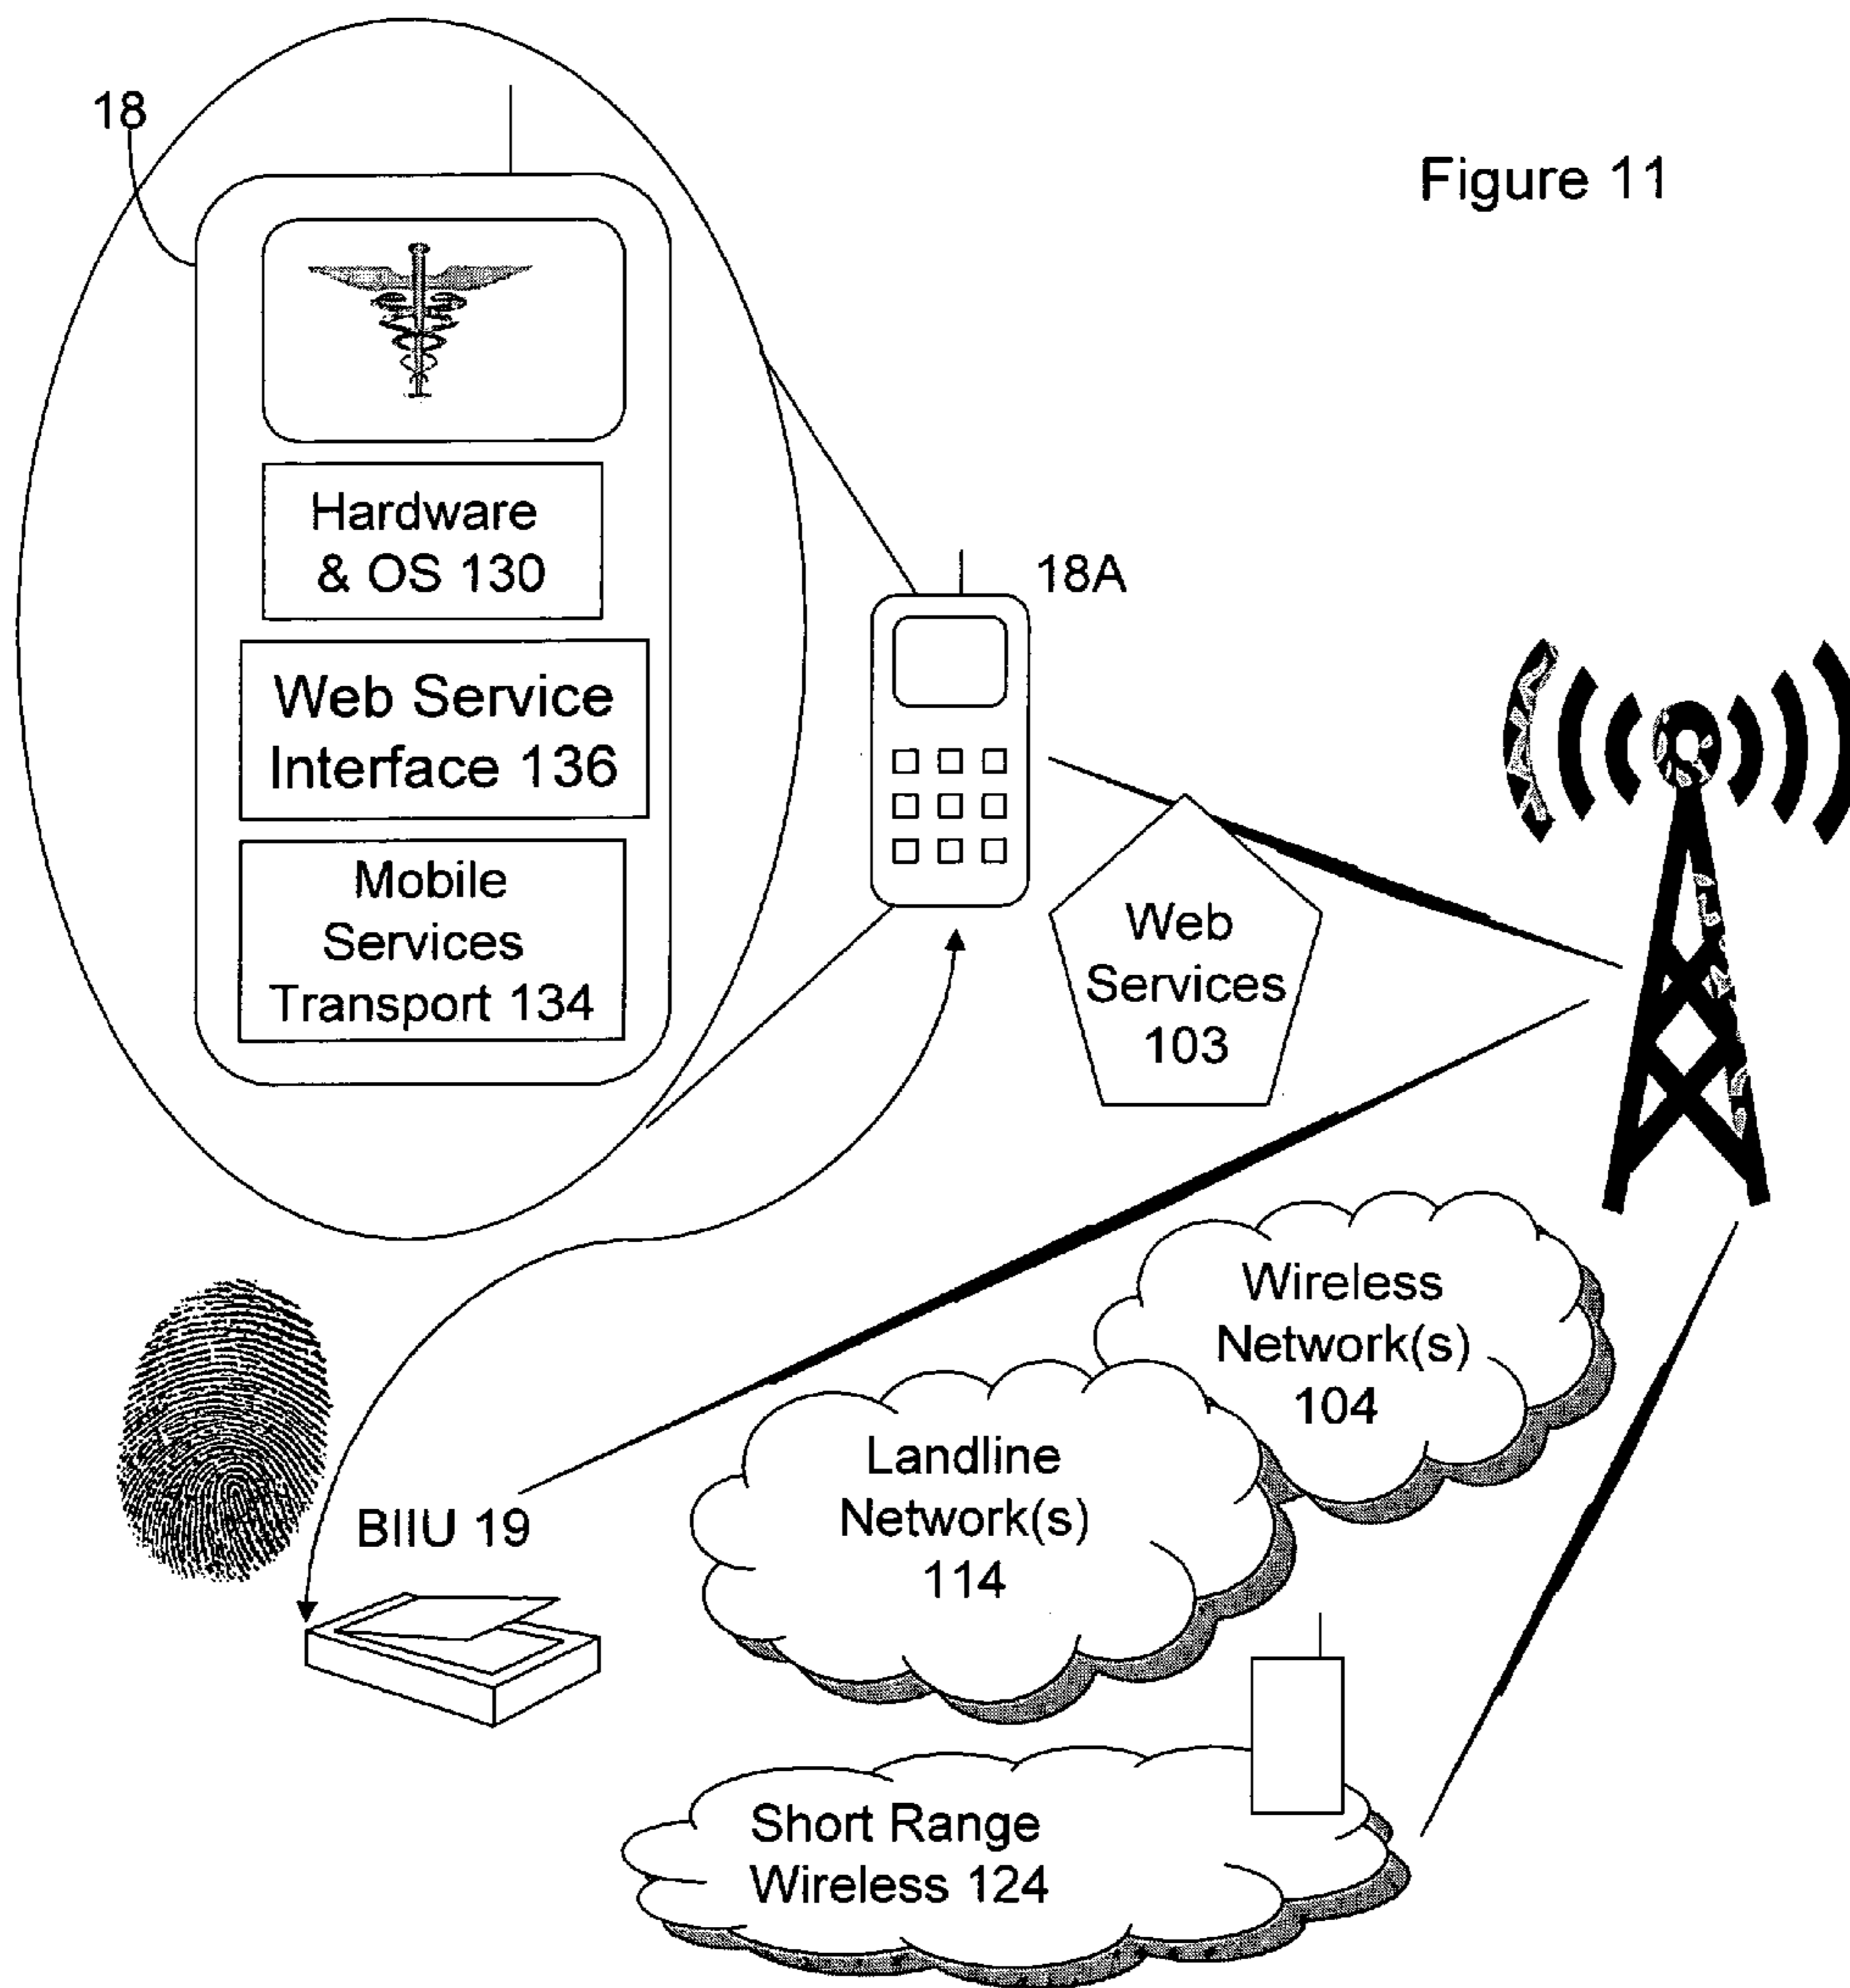 18
Figure 11
Hardware
& OS 130
18A
Web Service
Interface 136
Mobile
Services
Transport 134
Web
Services
103
Wireless
Network(s)
104
Landline
Network(s)
114
BIIU 19
Short Range
Wireless 124